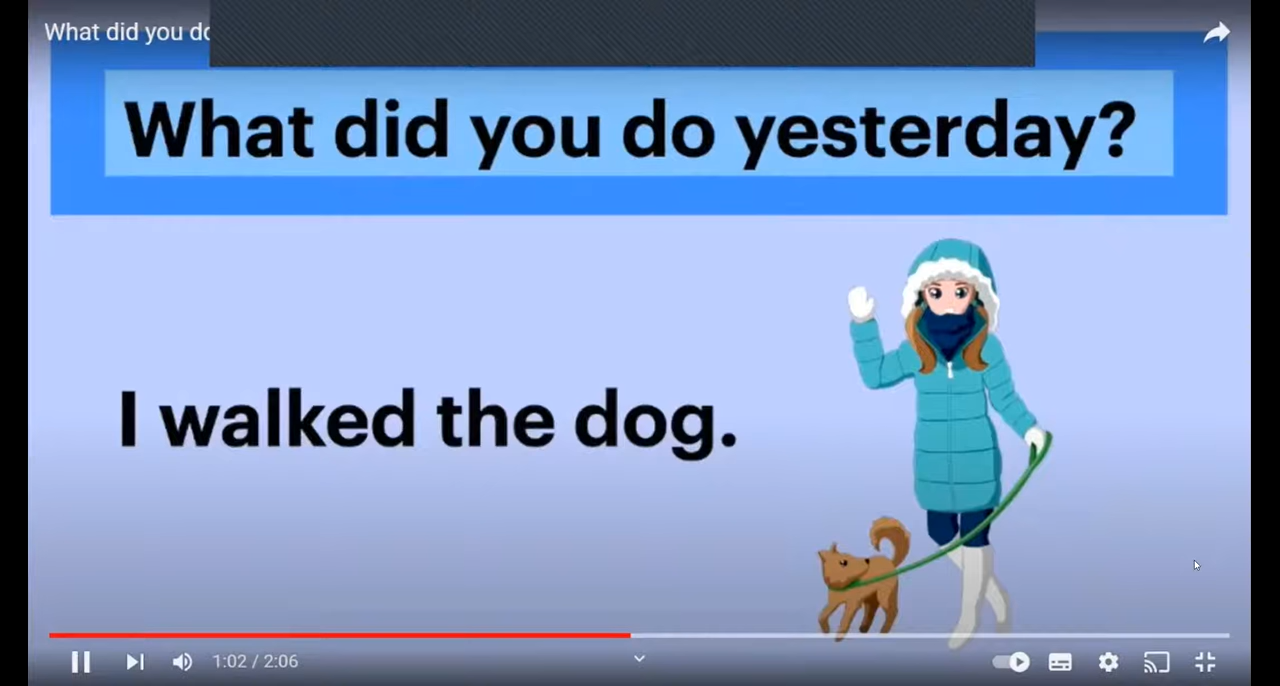 What did you do
What did you do yesterday?
I walked the dog.
1:02 / 2:06